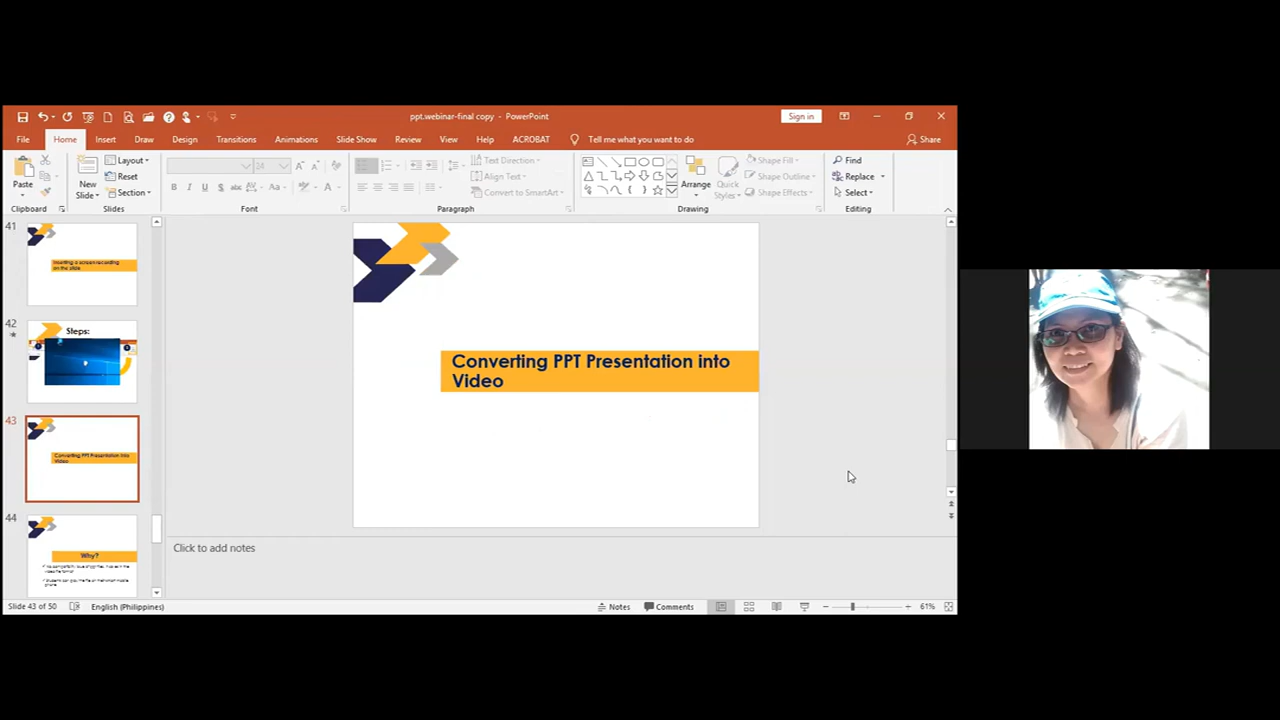 ppt.webinar-final copy - PowerPoint
Sign in
File Home Insert Draw Design Transitions Animations Slide Show Review View Help ACROBAT Tell me what you want to do Share
Paste
New Slide
Layout
Reset
Section
24
B I U S abc AV Aa A
Text Direction
Align Text
Convert to SmartArt
Arrange
Quick Styles
Shape Fill
Shape Outline
Shape Effects
Find
Replace
Select
Clipboard Slides Font Paragraph Drawing Editing
41
Inserting a screen recording
on the slide
42
Steps:
43
Converting PPT Presentation into
Video
44
Why?
Converting PPT Presentation into
Video
Click to add notes
Slide 43 of 50 English (Philippines) Notes Comments 61%